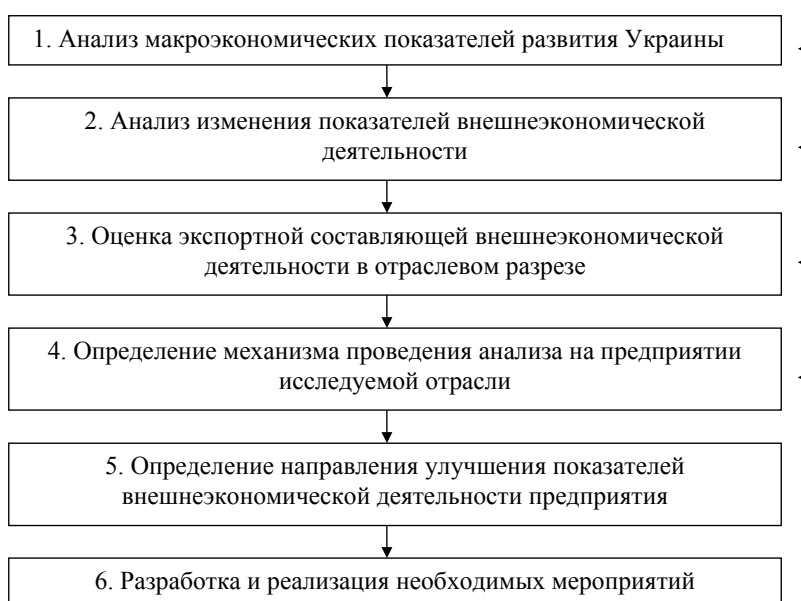 1. Анализ макроэкономических показателей развития Украины
2. Анализ изменения показателей внешнеэкономической
деятельности
3. Оценка экспортной составляющей внешнеэкономической
деятельности в отраслевом разрезе
4. Определение механизма проведения анализа на предприятии
исследуемой отрасли
5. Определение направления улучшения показателей
внешнеэкономической деятельности предприятия
6. Разработка и реализация необходимых мероприятий